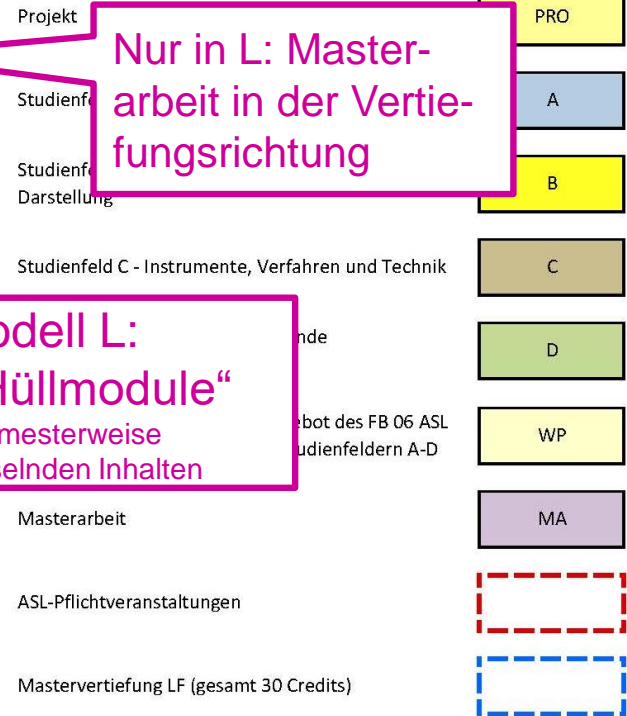 Projekt
PRO
Nur in L: Master-
arbeit in der Vertie-
fungsrichtung
A
B
Darstellung
Studienfeld C - Instrumente, Verfahren und Technik
C
odell L:
Hüllmodule“
mesterweise
selnden Inhalten
nde
D
ebot des FB 06 ASL
udienfeldern A-D
WP
Masterarbeit
MA
ASL-Pflichtveranstaltungen
Mastervertiefung LF (gesamt 30 Credits)